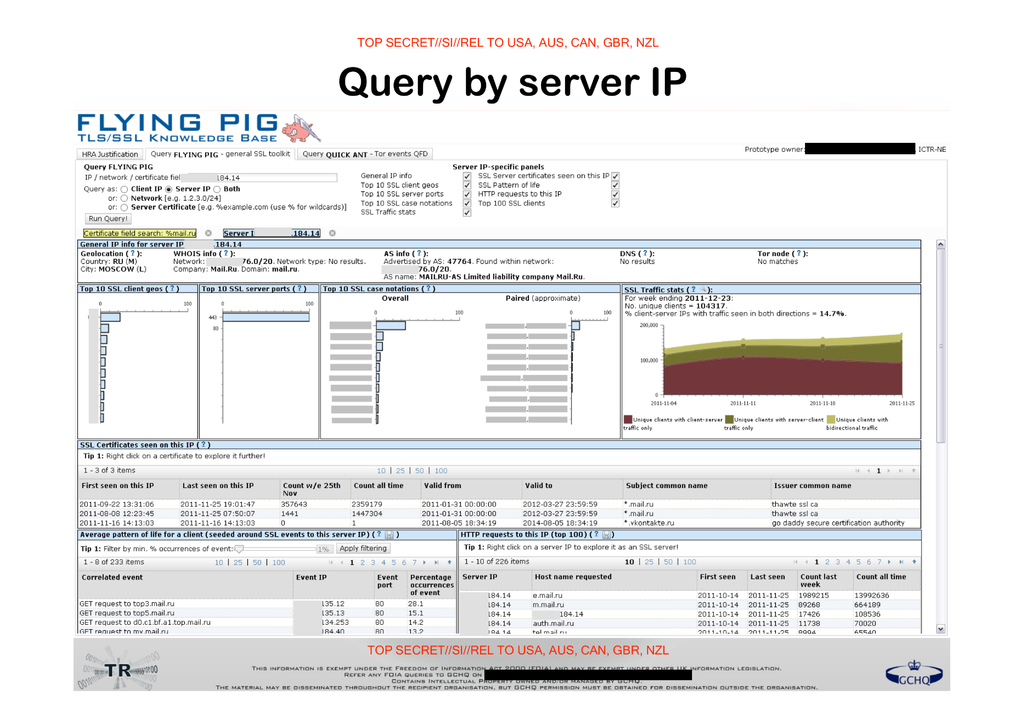 TOP SECRET//SI//REL TO USA, AUS, CAN, GBR, NZL
Query by server IP
FLYING PIG
TLS/SSL KNOWLEDGE BASE
HRA Justification
Query FLYING PIG - general SSL toolkit
Query QUICK ANT - Tor events QFD
Prototype owner: , ICTR-NE
Query FLYING PIG
IP / network / certificate fiel 184.14
Query as: Client IP Server IP Both
or: Network [e.g. 1.2.3.0/24]
or: Server Certificate [e.g. %example.com (use % for wildcards)]
Run Query!
Server IP-specific panels
General IP info
SSL Server certificates seen on this IP
Top 10 SSL client geos
SSL Pattern of life
Top 10 SSL server ports
HTTP requests to this IP
Top 10 SSL case notations
Top 100 SSL clients
SSL Traffic stats
Certificate field search: %mail.ru
Server I .184.14
General IP info for server IP .184.14
Geolocation (?):
Country: RU (M)
City: MOSCOW (L)
WHOIS info (?):
Network: 76.0/20. Network type: No results.
Company: Mail.Ru. Domain: mail.ru.
AS info (?):
Advertised by AS: 47764. Found within network:
76.0/20.
AS name: MAILRU-AS Limited liability company Mail.Ru.
DNS (?):
No results
Tor node (?):
No matches
Top 10 SSL client geos (?)
0 100
Top 10 SSL server ports (?)
0 100
443
80
Top 10 SSL case notations (?)
Overall
0 100
Paired (approximate)
0 100
SSL Traffic stats (?):
For week ending 2011-12-23:
No. unique clients = 104317.
% client-server IPs with traffic seen in both directions = 14.7%.
200,000
100,000
0
2011-11-04 2011-11-11 2011-11-18 2011-11-25
Unique clients with client-server traffic only
Unique clients with server-client traffic only
Unique clients with bidirectional traffic
SSL Certificates seen on this IP (?)
Tip 1: Right click on a certificate to explore it further!
1 - 3 of 3 items
10 | 25 | 50 | 100
1
First seen on this IP Last seen on this IP Count w/e 25th Nov Count all time Valid from Valid to Subject common name Issuer common name
2011-09-22 13:31:06 2011-11-25 19:01:47 357643 2359179 2011-01-31 00:00:00 2012-03-27 23:59:59 *.mail.ru thawte ssl ca
2011-08-08 12:23:45 2011-11-25 07:50:07 1441 1447304 2011-01-31 00:00:00 2012-03-27 23:59:59 *.mail.ru thawte ssl ca
2011-11-16 14:13:03 2011-11-16 14:13:03 0 1 2011-08-05 18:34:19 2014-08-05 18:34:19 *.vkontakte.ru go daddy secure certification authority
Average pattern of life for a client (seeded around SSL events to this server IP) (?)
Tip 1: Filter by min. % occurrences of event: 1% Apply filtering
1 - 8 of 233 items
10 | 25 | 50 | 100
1 2 3 4 5 6 7
Correlated event Event IP Event port Percentage occurrences of event
GET request to top3.mail.ru 135.12 80 28.1
GET request to top5.mail.ru 135.13 80 15.1
GET request to d0.c1.bf.a1.top.mail.ru 134.253 80 14.2
GET request to my.mail.ru 184.40 80 13.2
HTTP requests to this IP (top 100) (?)
Tip 1: Right click on a server IP to explore it as an SSL server!
1 - 10 of 226 items
10 | 25 | 50 | 100
1 2 3 4 5 6 7
Server IP Host name requested First seen Last seen Count last week Count all time
184.14 e.mail.ru 2011-10-14 2011-11-25 1989215 13992636
184.14 m.mail.ru 2011-10-14 2011-11-25 89268 664189
184.14 184.14 2011-10-14 2011-11-25 17426 108536
184.14 auth.mail.ru 2011-10-14 2011-11-25 11738 70020
184.14 tel.mail.ru 2011-10-14 2011-11-25 9994 65540
TOP SECRET//SI//REL TO USA, AUS, CAN, GBR, NZL
TR
THIS INFORMATION IS EXEMPT UNDER THE FREEDOM OF INFORMATION ACT 2000 (FOIA) AND MAY BE EXEMPT UNDER OTHER UK INFORMATION LEGISLATION.
REFER ANY FOIA QUERIES TO GCHQ ON
CONTAINS INTELLECTUAL PROPERTY OWNED AND/OR MANAGED BY GCHQ.
THE MATERIAL MAY BE DISSEMINATED THROUGHOUT THE RECIPIENT ORGANISATION, BUT GCHQ PERMISSION MUST BE OBTAINED FOR DISSEMINATION OUTSIDE THE ORGANISATION.
GCHQ